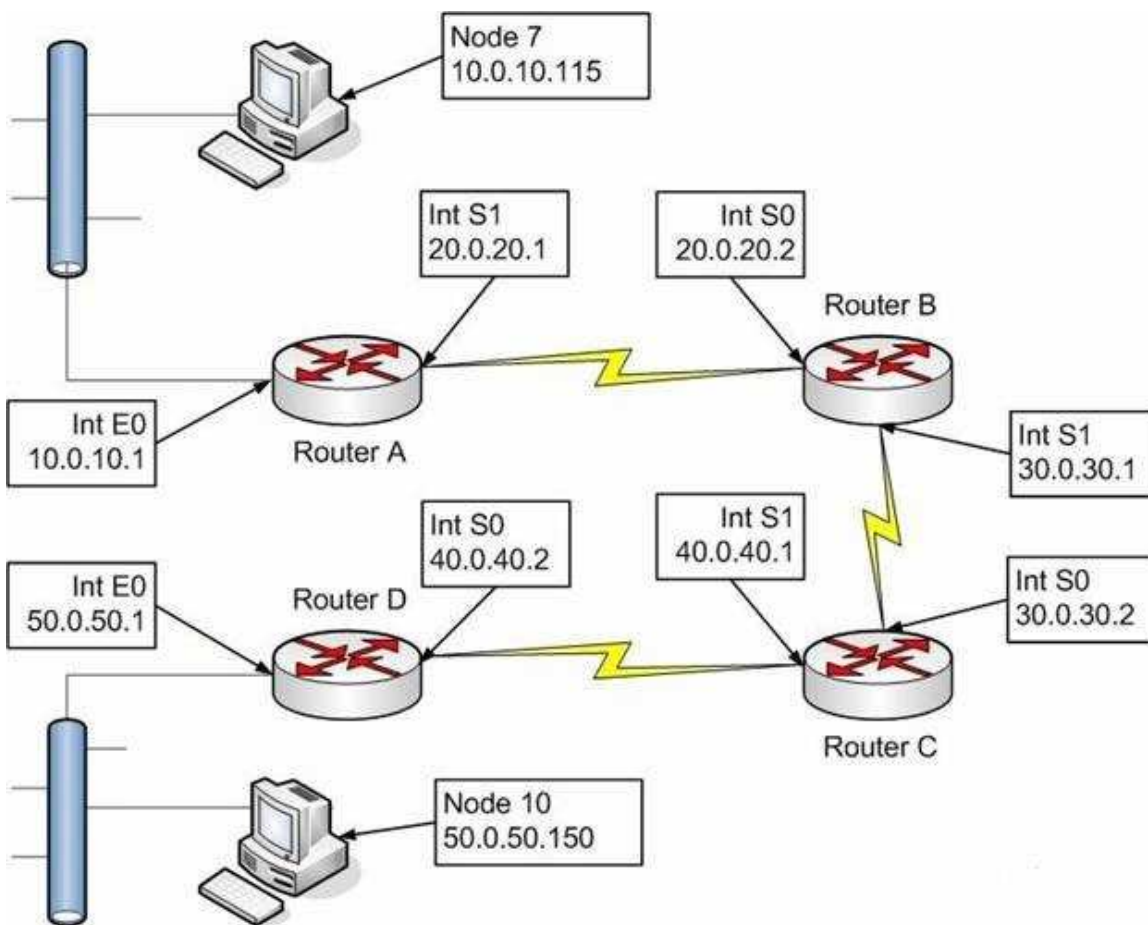 Node 7
10.0.10.115
Int S1
20.0.20.1
Int S0
20.0.20.2
Router B
Int E0
10.0.10.1
Router A
Int S1
30.0.30.1
Int S0
40.0.40.2
Int S1
40.0.40.1
Int E0
50.0.50.1
Router D
Int S0
30.0.30.2
Router C
Node 10
50.0.50.150